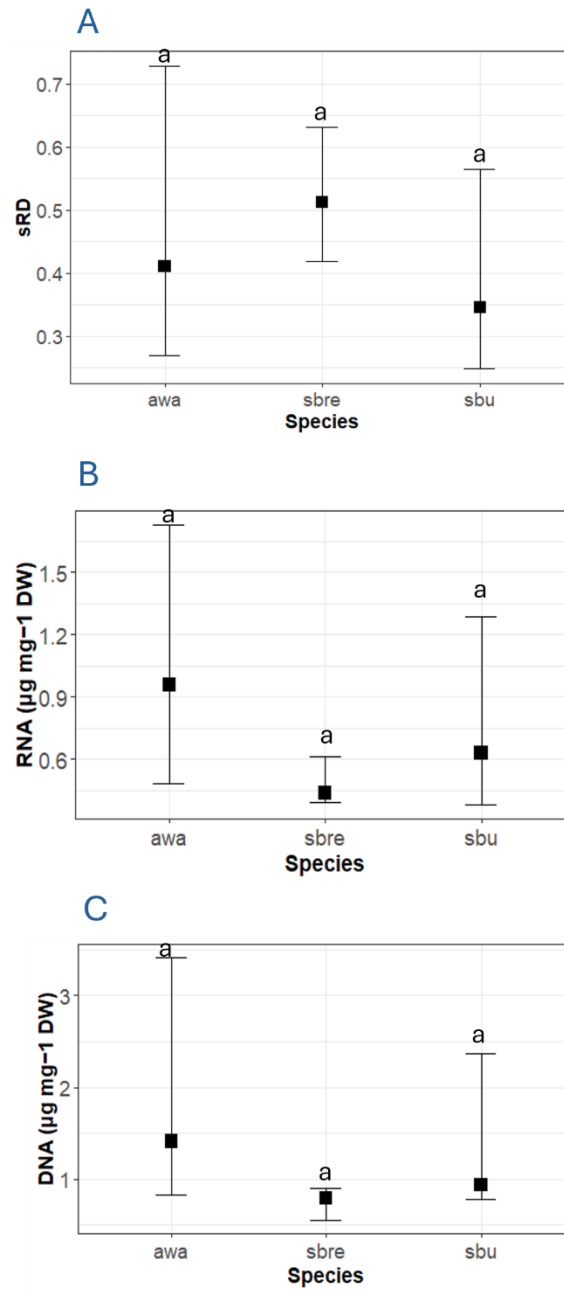 A
a
a
a
0.7
0.6
0.5
0.4
0.3
sRD
awa sbre sbu
Species
B
a
a
a
1.5
1.2
0.9
0.6
RNA (µg mg−1 DW)
awa sbre sbu
Species
C
a
a
a
3
2
1
DNA (µg mg−1 DW)
awa sbre sbu
Species